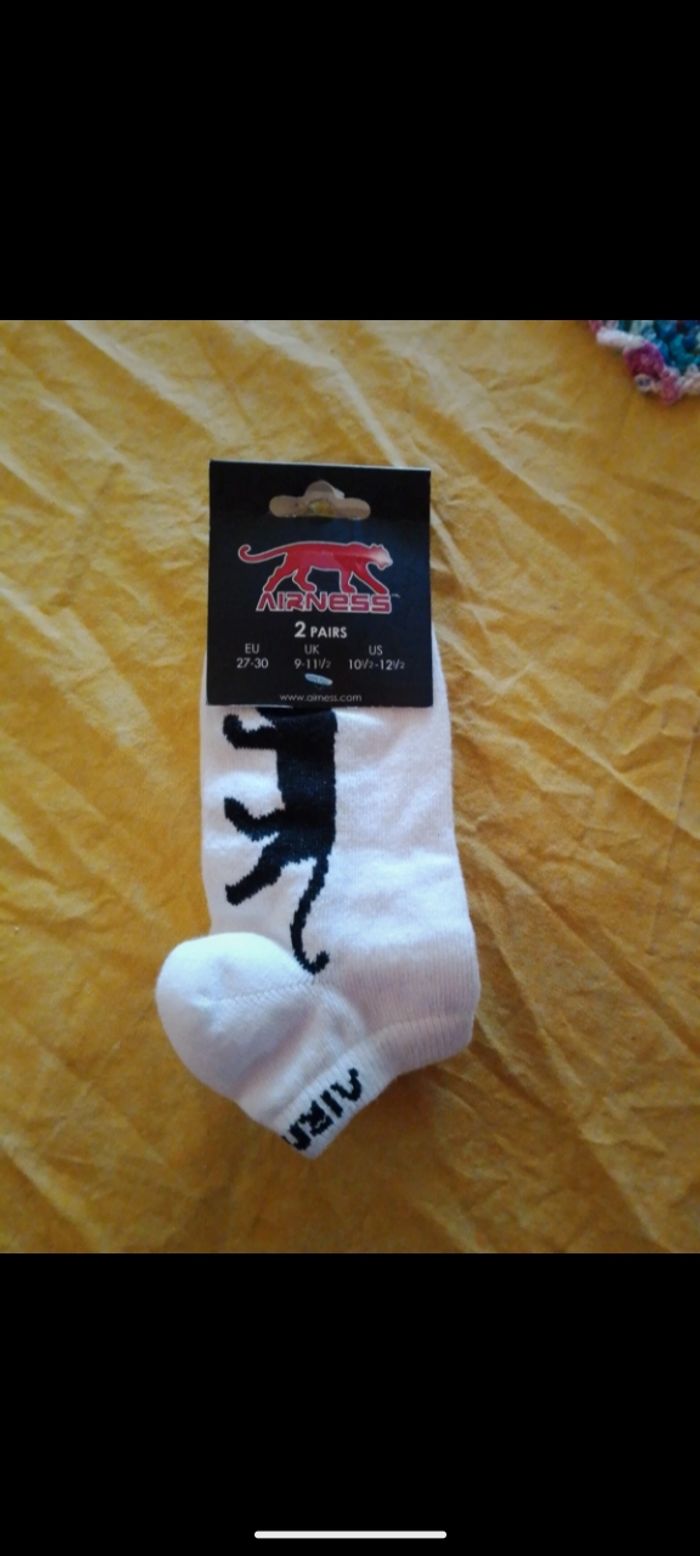 AIRNESS
2 PAIRS
EU UK US
27-30 9-11½ 10½-12½
www.airness.com
AIRN